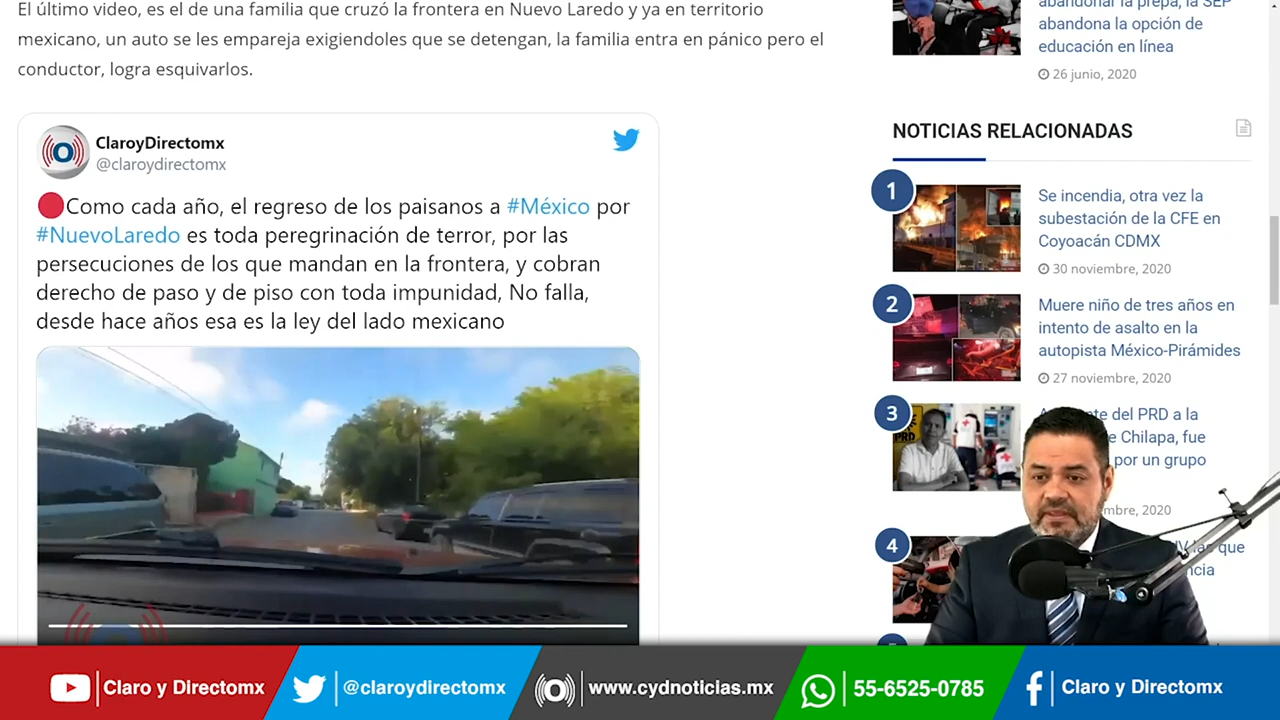 El último video, es el de una familia que cruzó la frontera en Nuevo Laredo y ya en territorio
mexicano, un auto se les empareja exigiendoles que se detengan, la familia entra en pánico pero el
conductor, logra esquivarlos.
ClaroyDirectomx
@claroydirectomx
Como cada año, el regreso de los paisanos a #México por
#NuevoLaredo es toda peregrinación de terror, por las
persecuciones de los que mandan en la frontera, y cobran
derecho de paso y de piso con toda impunidad, No falla,
desde hace años esa es la ley del lado mexicano
abandonar la prepa, la SEP
abandona la opción de
educación en línea
26 junio, 2020
NOTICIAS RELACIONADAS
1
Se incendia, otra vez la
subestación de la CFE en
Coyoacán CDMX
30 noviembre, 2020
2
Muere niño de tres años en
intento de asalto en la
autopista México-Pirámides
27 noviembre, 2020
3
PRD
del PRD a la
Chilapa, fue
por un grupo
2020
4
que
Claro y Directomx
@claroydirectomx
www.cydnoticias.mx
55-6525-0785
Claro y Directomx